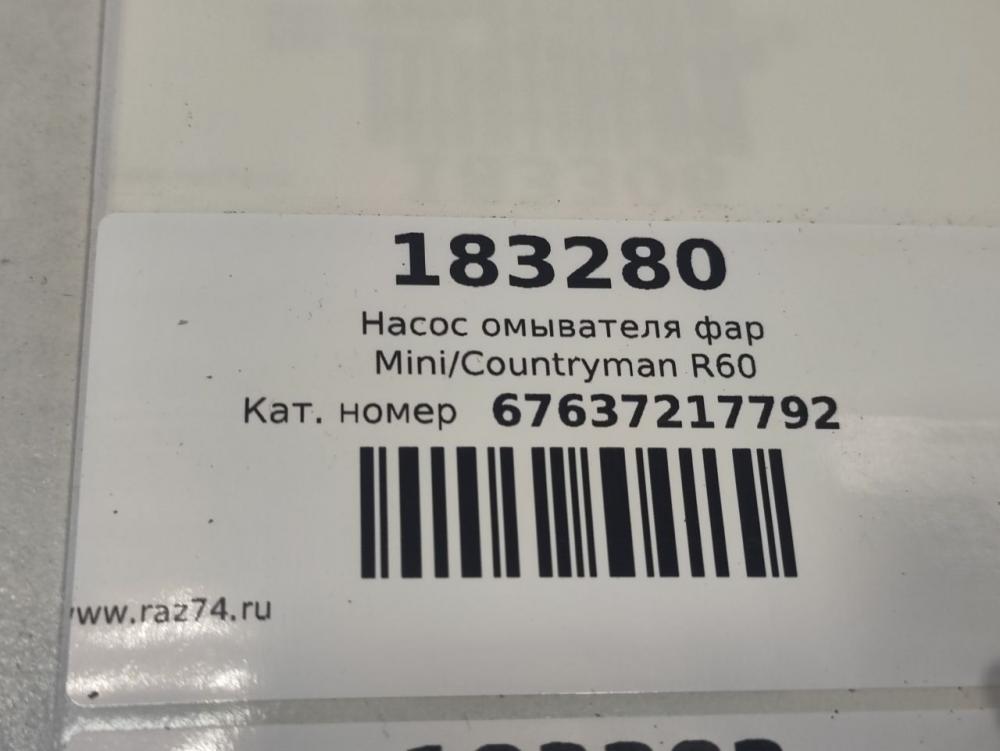 183280
Насос омывателя фар
Mini/Countryman R60
Кат. номер 67637217792
www.raz74.ru